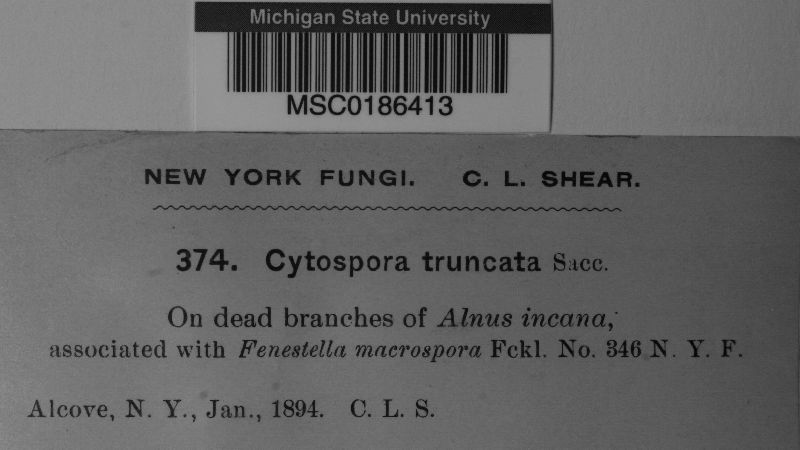 Michigan State University
MSC0186413
NEW YORK FUNGI. C. L. SHEAR.
374. Cytospora truncata Sacc.
On dead branches of Alnus incana,
associated with Fenestella macrospora Fckl. No. 346 N. Y. F.
Alcove, N. Y., Jan., 1894. C. L. S.